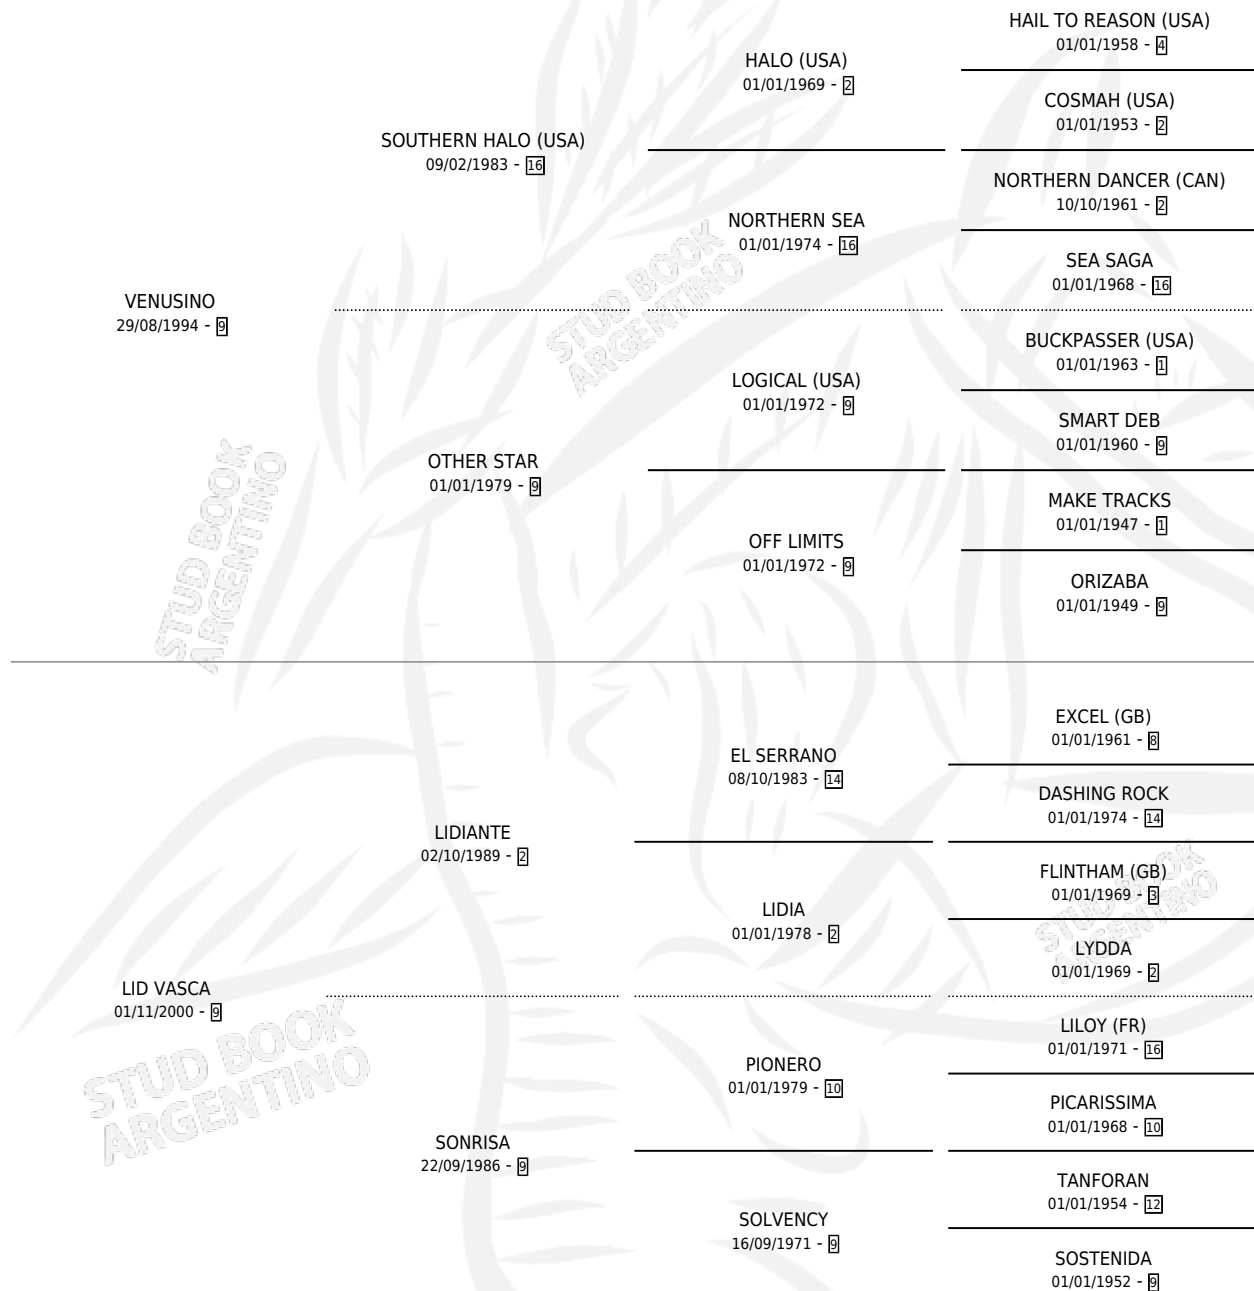 HAIL TO REASON (USA)
01/01/1958 - 4
HALO (USA)
01/01/1969 - 2
COSMAH (USA)
01/01/1953 - 2
SOUTHERN HALO (USA)
09/02/1983 - 16
NORTHERN DANCER (CAN)
10/10/1961 - 2
NORTHERN SEA
01/01/1974 - 16
SEA SAGA
01/01/1968 - 16
VENUSINO
29/08/1994 - 9
STUD BOOK
ARGENTINO
BUCKPASSER (USA)
01/01/1963 - 1
LOGICAL (USA)
01/01/1972 - 9
SMART DEB
01/01/1960 - 9
OTHER STAR
01/01/1979 - 9
MAKE TRACKS
01/01/1947 - 1
OFF LIMITS
01/01/1972 - 9
ORIZABA
01/01/1949 - 9
STUD BOOK
ARGENTINO
EXCEL (GB)
01/01/1961 - 8
EL SERRANO
08/10/1983 - 14
DASHING ROCK
01/01/1974 - 14
LIDIANTE
02/10/1989 - 2
FLINTHAM (GB)
01/01/1969 - 3
LIDIA
01/01/1978 - 2
STUD BOOK
ARGENTINO
LYDDA
01/01/1969 - 2
LID VASCA
01/11/2000 - 9
LILOY (FR)
01/01/1971 - 16
PIONERO
01/01/1979 - 10
STUD BOOK
ARGENTINO
PICARISSIMA
01/01/1968 - 10
SONRISA
22/09/1986 - 9
TANFORAN
01/01/1954 - 12
SOLVENCY
16/09/1971 - 9
SOSTENIDA
01/01/1952 - 9